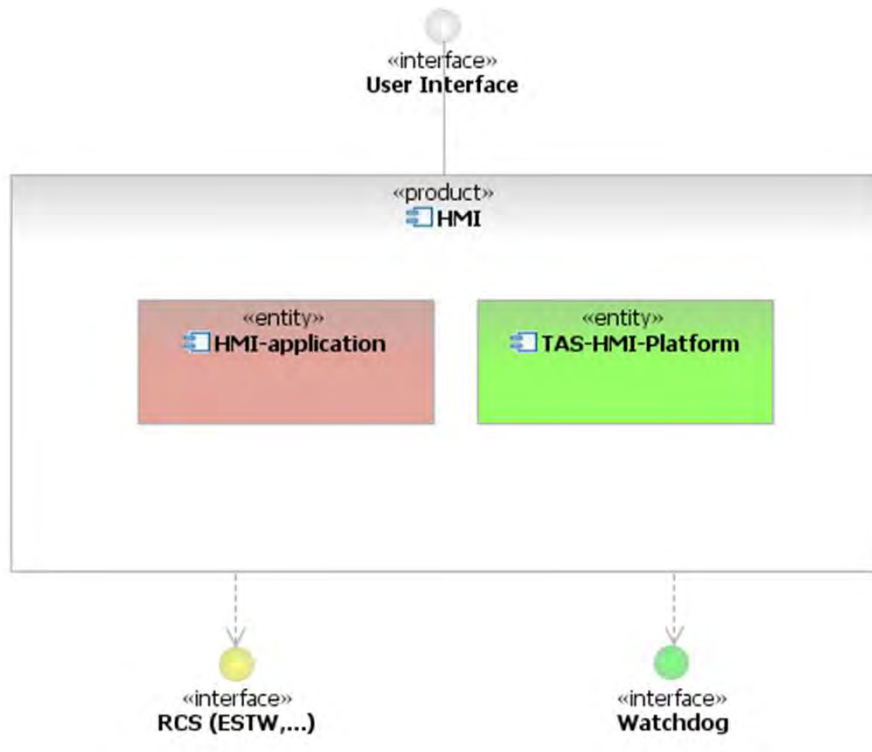 «interface»
User Interface
«product»
HMI
«entity»
HMI-application
«entity»
TAS-HMI-Platform
«interface»
RCS (ESTW,...)
«interface»
Watchdog